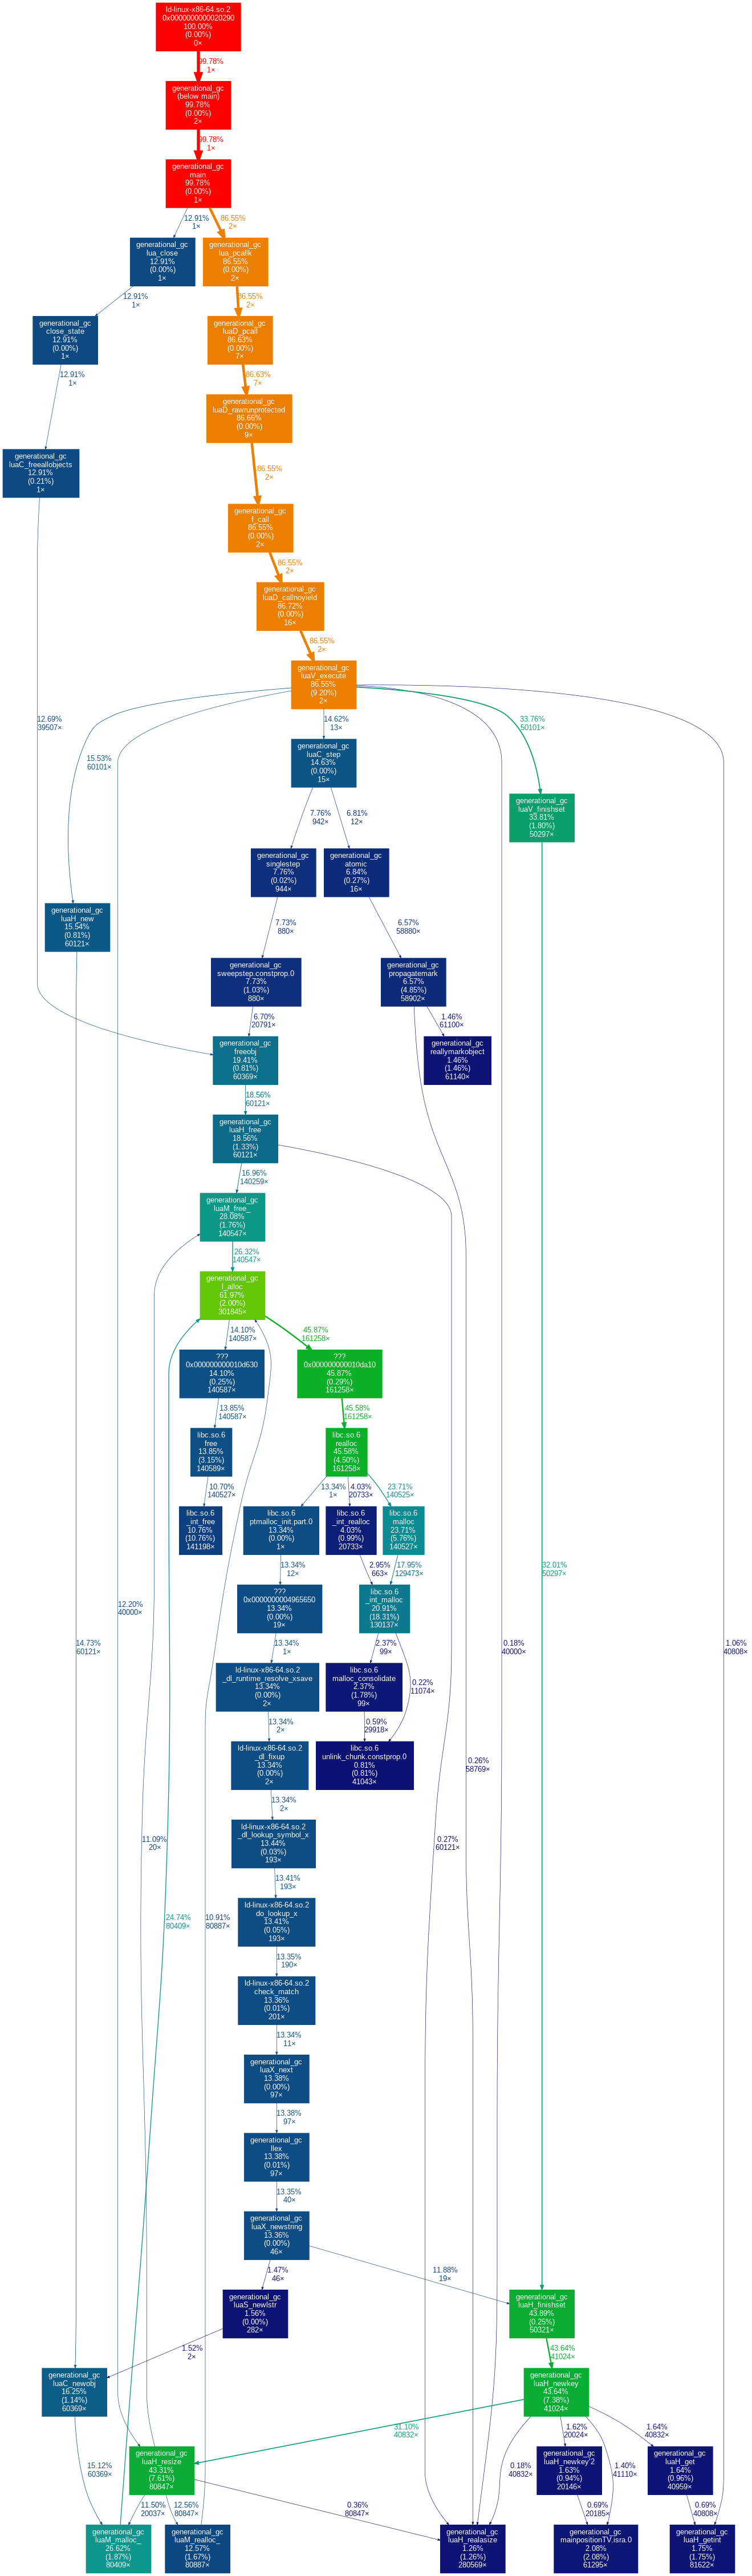 ld-linux-x86-64.so.2
0x0000000000020290
100.00%
(0.00%)
0×
99.78%
1×
generational_gc
(below main)
99.78%
(0.00%)
2×
99.78%
1×
generational_gc
main
99.78%
(0.00%)
1×
12.91%
1×
86.55%
2×
generational_gc
lua_close
12.91%
(0.00%)
1×
generational_gc
lua_pcallk
86.55%
(0.00%)
2×
12.91%
1×
86.55%
2×
generational_gc
close_state
12.91%
(0.00%)
1×
generational_gc
luaD_pcall
86.63%
(0.00%)
7×
12.91%
1×
86.63%
7×
generational_gc
luaD_rawrunprotected
86.66%
(0.00%)
9×
generational_gc
luaC_freeallobjects
12.91%
(0.21%)
1×
86.55%
2×
generational_gc
f_call
86.55%
(0.00%)
2×
86.55%
2×
generational_gc
luaD_callnoyield
86.72%
(0.00%)
16×
86.55%
2×
generational_gc
luaV_execute
86.55%
(9.20%)
2×
12.69%
39507×
15.53%
60101×
14.62%
13×
33.76%
50101×
generational_gc
luaC_step
14.63%
(0.00%)
15×
generational_gc
luaV_finishset
33.81%
(1.80%)
50297×
7.76%
942×
6.81%
12×
generational_gc
singlestep
7.76%
(0.02%)
944×
generational_gc
atomic
6.84%
(0.27%)
16×
generational_gc
luaH_new
15.54%
(0.81%)
60121×
7.73%
880×
6.57%
58880×
generational_gc
sweepstep.constprop.0
7.73%
(1.03%)
880×
generational_gc
propagatemark
6.57%
(4.85%)
58902×
6.70%
20791×
1.46%
61100×
generational_gc
freeobj
19.41%
(0.81%)
60369×
generational_gc
reallymarkobject
1.46%
(1.46%)
61140×
18.56%
60121×
generational_gc
luaH_free
18.56%
(1.33%)
60121×
16.96%
140259×
generational_gc
luaM_free_
28.08%
(1.76%)
140547×
26.32%
140547×
generational_gc
l_alloc
61.97%
(2.00%)
301845×
14.10%
140587×
45.87%
161258×
???
0x000000000010d630
14.10%
(0.25%)
140587×
???
0x000000000010da10
45.87%
(0.29%)
161258×
13.85%
140587×
45.58%
161258×
libc.so.6
free
13.85%
(3.15%)
140589×
libc.so.6
realloc
45.58%
(4.50%)
161258×
10.70%
140527×
13.34%
1×
4.03%
20733×
23.71%
140525×
libc.so.6
_int_free
10.76%
(10.76%)
141198×
libc.so.6
ptmalloc_init.part.0
13.34%
(0.00%)
1×
libc.so.6
_int_realloc
4.03%
(0.99%)
20733×
libc.so.6
malloc
23.71%
(5.76%)
140527×
13.34%
12×
2.95%
663×
17.95%
129473×
32.01%
50297×
???
0x0000000004965650
13.34%
(0.00%)
19×
libc.so.6
_int_malloc
20.91%
(18.31%)
130137×
12.20%
40000×
14.73%
60121×
13.34%
1×
2.37%
99×
0.18%
40000×
1.06%
40808×
ld-linux-x86-64.so.2
_dl_runtime_resolve_xsave
13.34%
(0.00%)
2×
libc.so.6
malloc_consolidate
2.37%
(1.78%)
99×
0.22%
11074×
13.34%
2×
0.59%
29918×
ld-linux-x86-64.so.2
_dl_fixup
13.34%
(0.00%)
2×
libc.so.6
unlink_chunk.constprop.0
0.81%
(0.81%)
41043×
0.26%
58769×
13.34%
2×
ld-linux-x86-64.so.2
_dl_lookup_symbol_x
13.44%
(0.03%)
193×
11.09%
20×
0.27%
60121×
13.41%
193×
24.74%
80409×
10.91%
80887×
ld-linux-x86-64.so.2
do_lookup_x
13.41%
(0.05%)
193×
13.35%
190×
ld-linux-x86-64.so.2
check_match
13.36%
(0.01%)
201×
13.34%
11×
generational_gc
luaX_next
13.38%
(0.00%)
97×
13.38%
97×
generational_gc
llex
13.38%
(0.01%)
97×
13.35%
40×
generational_gc
luaX_newstring
13.36%
(0.00%)
46×
1.47%
46×
11.88%
19×
generational_gc
luaS_newlstr
1.56%
(0.00%)
282×
generational_gc
luaH_finishset
43.89%
(0.25%)
50321×
1.52%
2×
43.64%
41024×
generational_gc
luaC_newobj
16.25%
(1.14%)
60369×
generational_gc
luaH_newkey
43.64%
(7.38%)
41024×
31.10%
40832×
1.62%
20024×
1.64%
40832×
generational_gc
luaH_resize
43.31%
(7.61%)
80847×
generational_gc
luaH_newkey'2
1.63%
(0.94%)
20146×
generational_gc
luaH_get
1.64%
(0.96%)
40959×
15.12%
60369×
0.18%
40832×
1.40%
41110×
11.50%
20037×
12.56%
80847×
0.36%
80847×
0.69%
20185×
0.69%
40808×
generational_gc
luaM_malloc_
26.62%
(1.87%)
80409×
generational_gc
luaM_realloc_
12.57%
(1.67%)
80887×
generational_gc
luaH_realasize
1.26%
(1.26%)
280569×
generational_gc
mainpositionTV.isra.0
2.08%
(2.08%)
61295×
generational_gc
luaH_getint
1.75%
(1.75%)
81622×